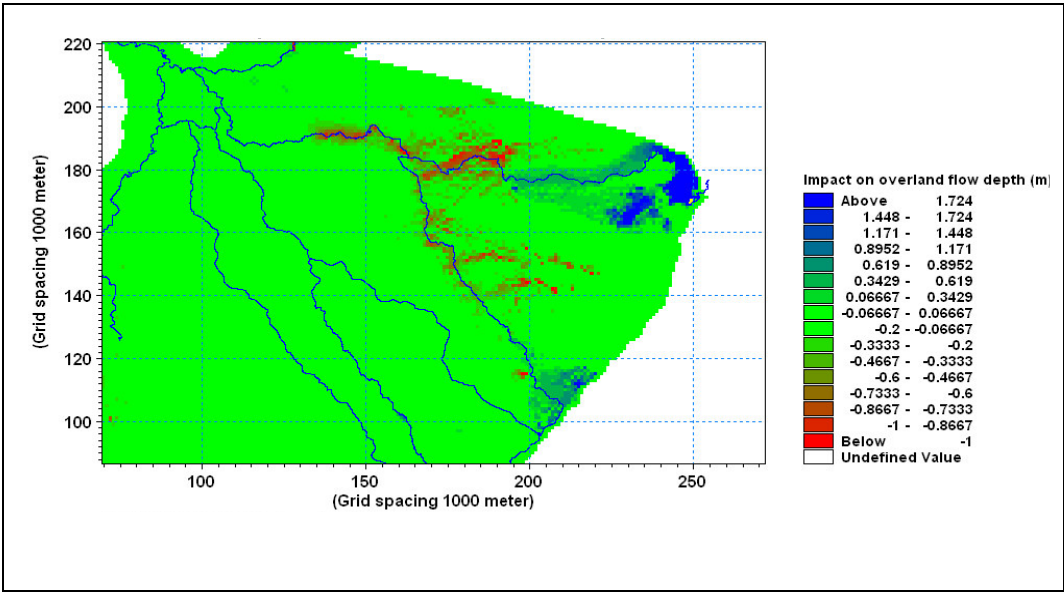 220
200
180
160
140
120
100
(Grid spacing 1000 meter)
100
150
200
250
(Grid spacing 1000 meter)
Impact on overland flow depth (m)
Above 1.724
1.448 - 1.724
1.171 - 1.448
0.8952 - 1.171
0.619 - 0.8952
0.3429 - 0.619
0.06667 - 0.3429
-0.06667 - 0.06667
-0.2 - -0.06667
-0.3333 - -0.2
-0.4667 - -0.3333
-0.6 - -0.4667
-0.7333 - -0.6
-0.8667 - -0.7333
-1 - -0.8667
Below -1
Undefined Value